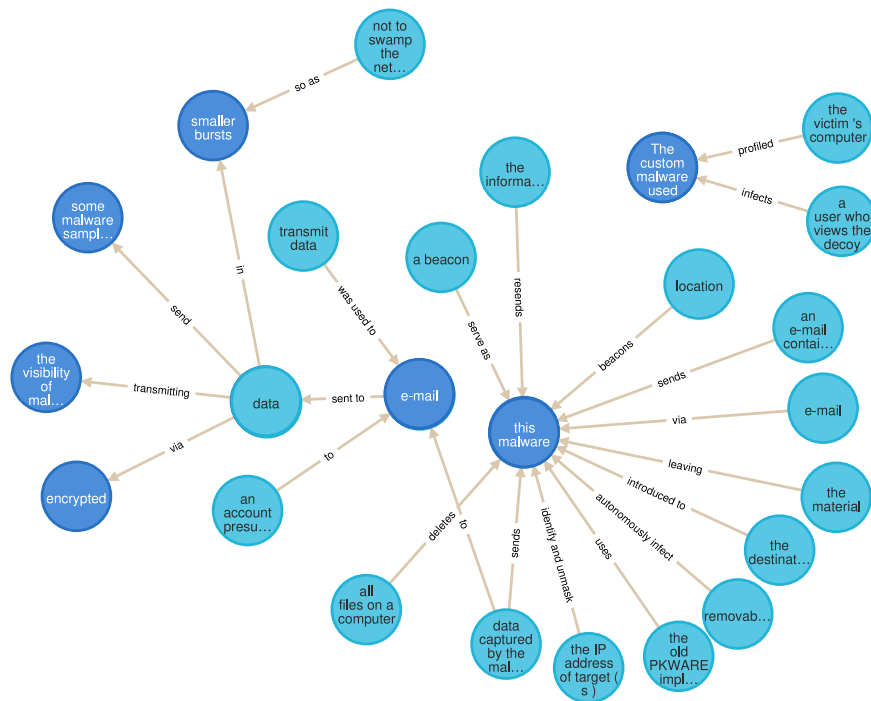 not to
swamp
the
net…
so as
smaller
bursts
the
victim 's
computer
profiled
The
custom
malware
used
infects
a
user who
views the
decoy
the
informa…
some
malware
sampl…
in
transmit
data
a beacon
resends
location
send
was used to
serve as
beacons
an
e-mail
contai…
the
visibility
of
mal…
transmitting
data
sent to
e-mail
sends
via
e-mail
this
malware
via
to
leaving
encrypted
an
account
presu…
introduced to
the
material
deletes
to
sends
identify and unmask
uses
autonomously infect
the
destinat…
all
files on a
computer
removab…
data
captured
by the
mal…
the IP
address
of target (
s )
the old
PKWARE
impl…